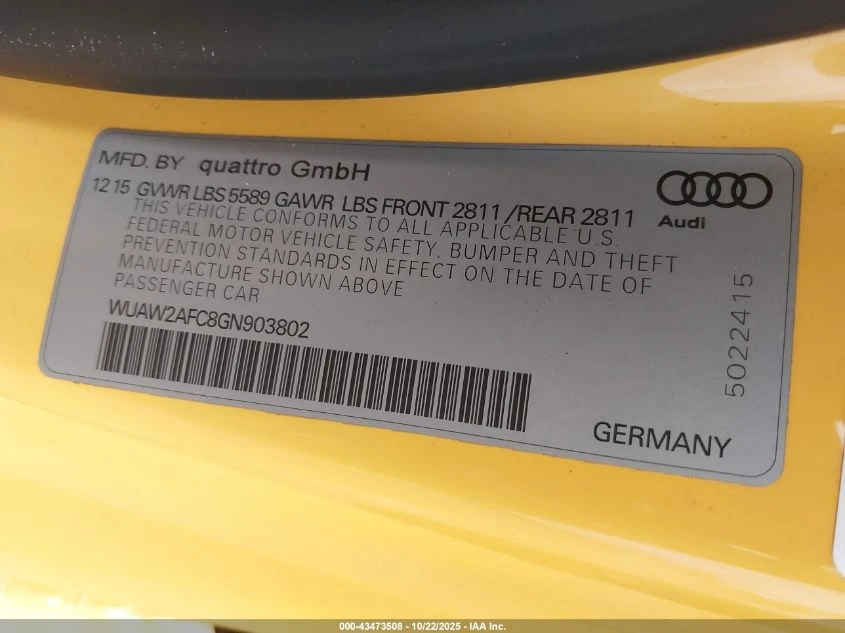 MFD. BY quattro GmbH
12 15 GVWR LBS 5589 GAWR LBS FRONT 2811 /REAR 2811
THIS VEHICLE CONFORMS TO ALL APPLICABLE U.S.
FEDERAL MOTOR VEHICLE SAFETY, BUMPER AND THEFT
PREVENTION STANDARDS IN EFFECT ON THE DATE OF
MANUFACTURE SHOWN ABOVE
PASSENGER CAR
WUAW2AFC8GN903802
Audi
5022415
GERMANY
000-43473508 - 10/22/2025 - IAA Inc.